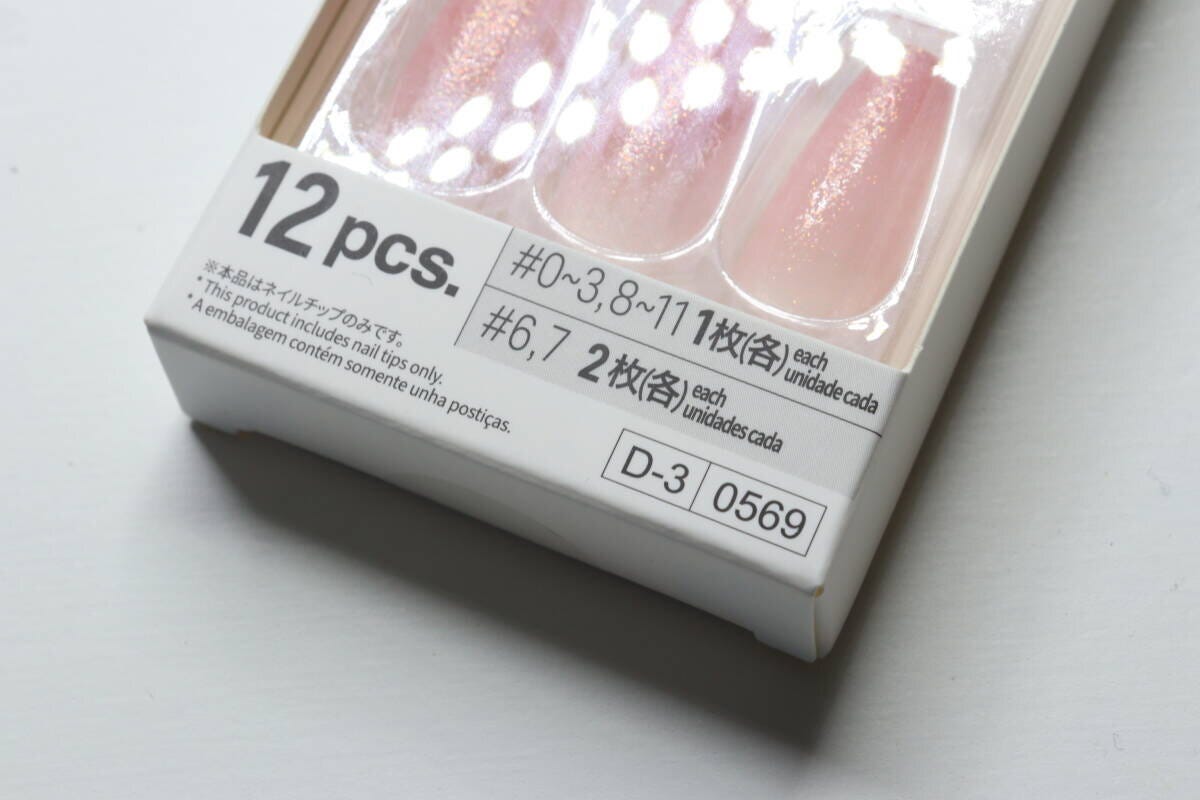 12 pcs.
※本品はネイルチップのみです。
* This product includes nail tips only.
* A embalagem contém somente unha postiças.
#0~3, 8~11 1枚(各) each unidade cada
#6, 7 2枚(各) each unidades cada
D-3 0569